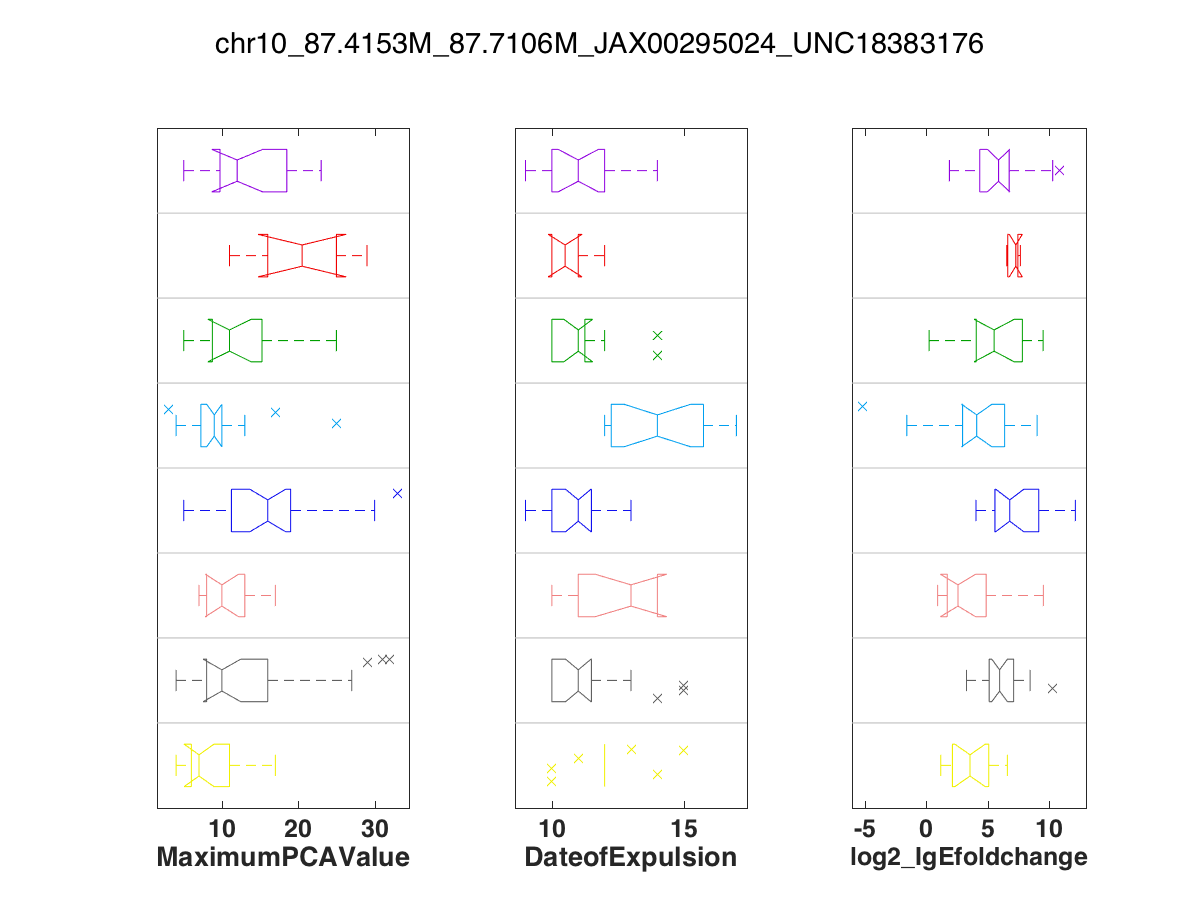 chr10_87.4153M_87.7106M_JAX00295024_UNC18383176
10 20 30
MaximumPCAValue
10 15
DateofExpulsion
-5 0 5 10
log2_IgEfoldchange